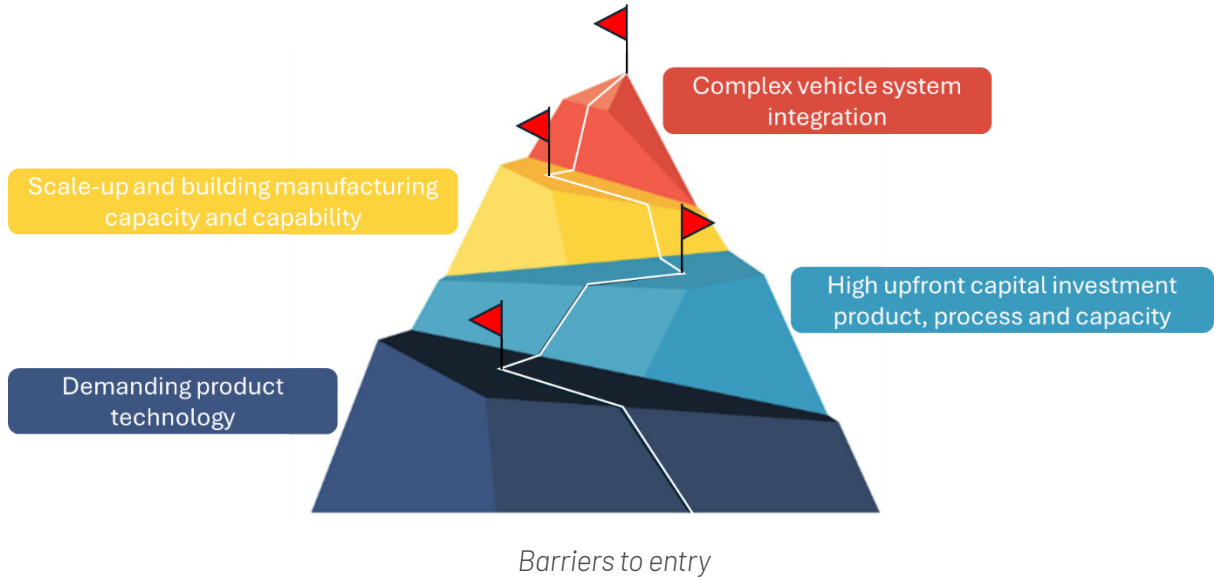 Complex vehicle system
integration
Scale-up and building manufacturing
capacity and capability
High upfront capital investment
product, process and capacity
Demanding product
technology
Barriers to entry